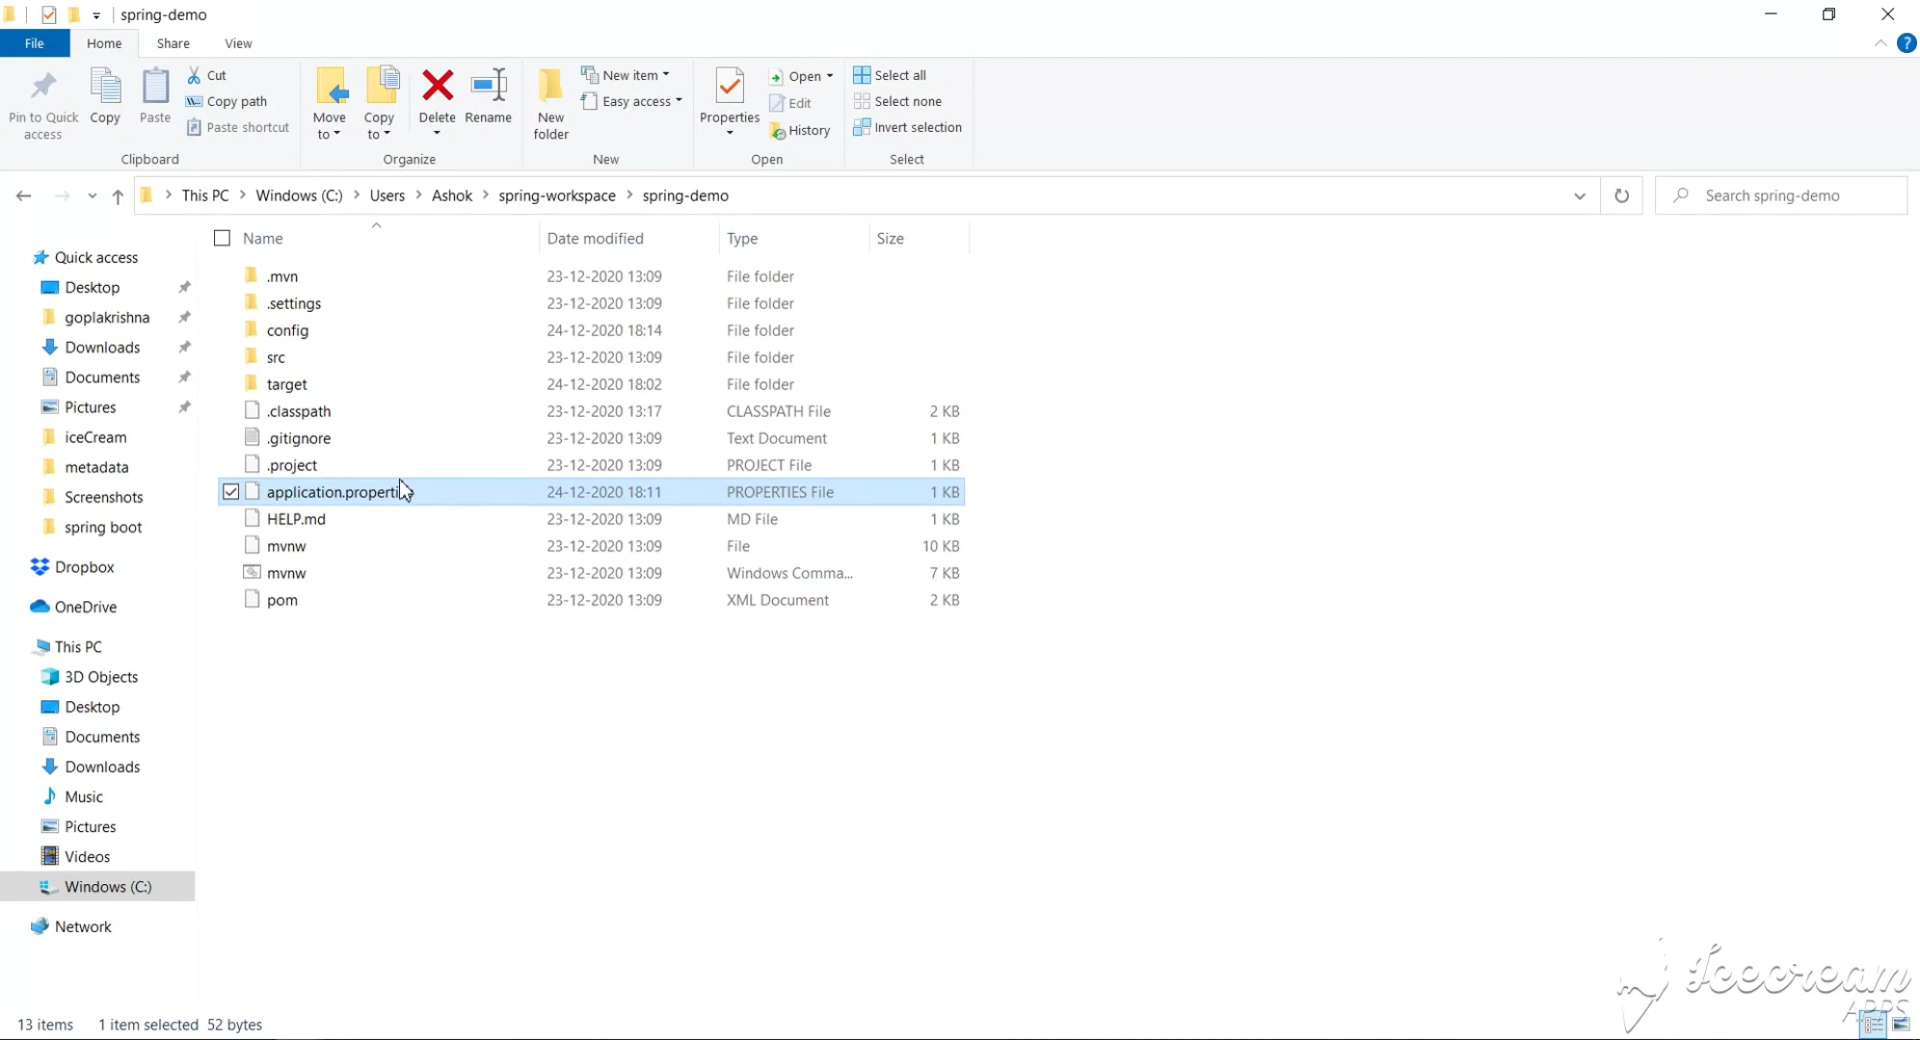 spring-demo
File Home Share View
Pin to Quick access
Copy
Paste
Cut
Copy path
Paste shortcut
Clipboard
Move to
Copy to
Delete
Rename
Organize
New folder
New item
Easy access
New
Properties
Open
Edit
History
Open
Select all
Select none
Invert selection
Select
This PC > Windows (C:) > Users > Ashok > spring-workspace > spring-demo
Search spring-demo
Name Date modified Type Size
.mvn 23-12-2020 13:09 File folder
.settings 23-12-2020 13:09 File folder
config 24-12-2020 18:14 File folder
src 23-12-2020 13:09 File folder
target 24-12-2020 18:02 File folder
.classpath 23-12-2020 13:17 CLASSPATH File 2 KB
.gitignore 23-12-2020 13:09 Text Document 1 KB
.project 23-12-2020 13:09 PROJECT File 1 KB
application.properties 24-12-2020 18:11 PROPERTIES File 1 KB
HELP.md 23-12-2020 13:09 MD File 1 KB
mvnw 23-12-2020 13:09 File 10 KB
mvnw 23-12-2020 13:09 Windows Comma... 7 KB
pom 23-12-2020 13:09 XML Document 2 KB
Quick access
Desktop
goplakrishna
Downloads
Documents
Pictures
iceCream
metadata
Screenshots
spring boot
Dropbox
OneDrive
This PC
3D Objects
Desktop
Documents
Downloads
Music
Pictures
Videos
Windows (C:)
Network
13 items 1 item selected 52 bytes
Icecream
APPS